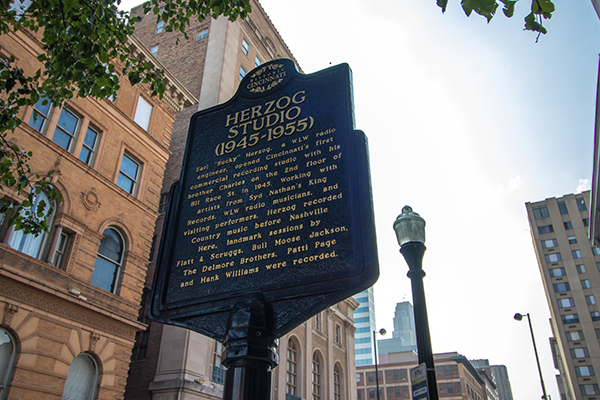 HISTORIC
CINCINNATI
HERZOG
STUDIO
(1945-1955)
Earl "Bucky" Herzog, a WLW radio
engineer, opened Cincinnati's first
commercial recording studio with his
brother Charles on the 2nd floor of
811 Race St. in 1945. Working with
artists from Syd Nathan's King
Records, WLW radio musicians, and
visiting performers, Herzog recorded
Country music before Nashville.
Here, landmark sessions by
Flatt & Scruggs, Bull Moose Jackson,
The Delmore Brothers, Patti Page
and Hank Williams were recorded.